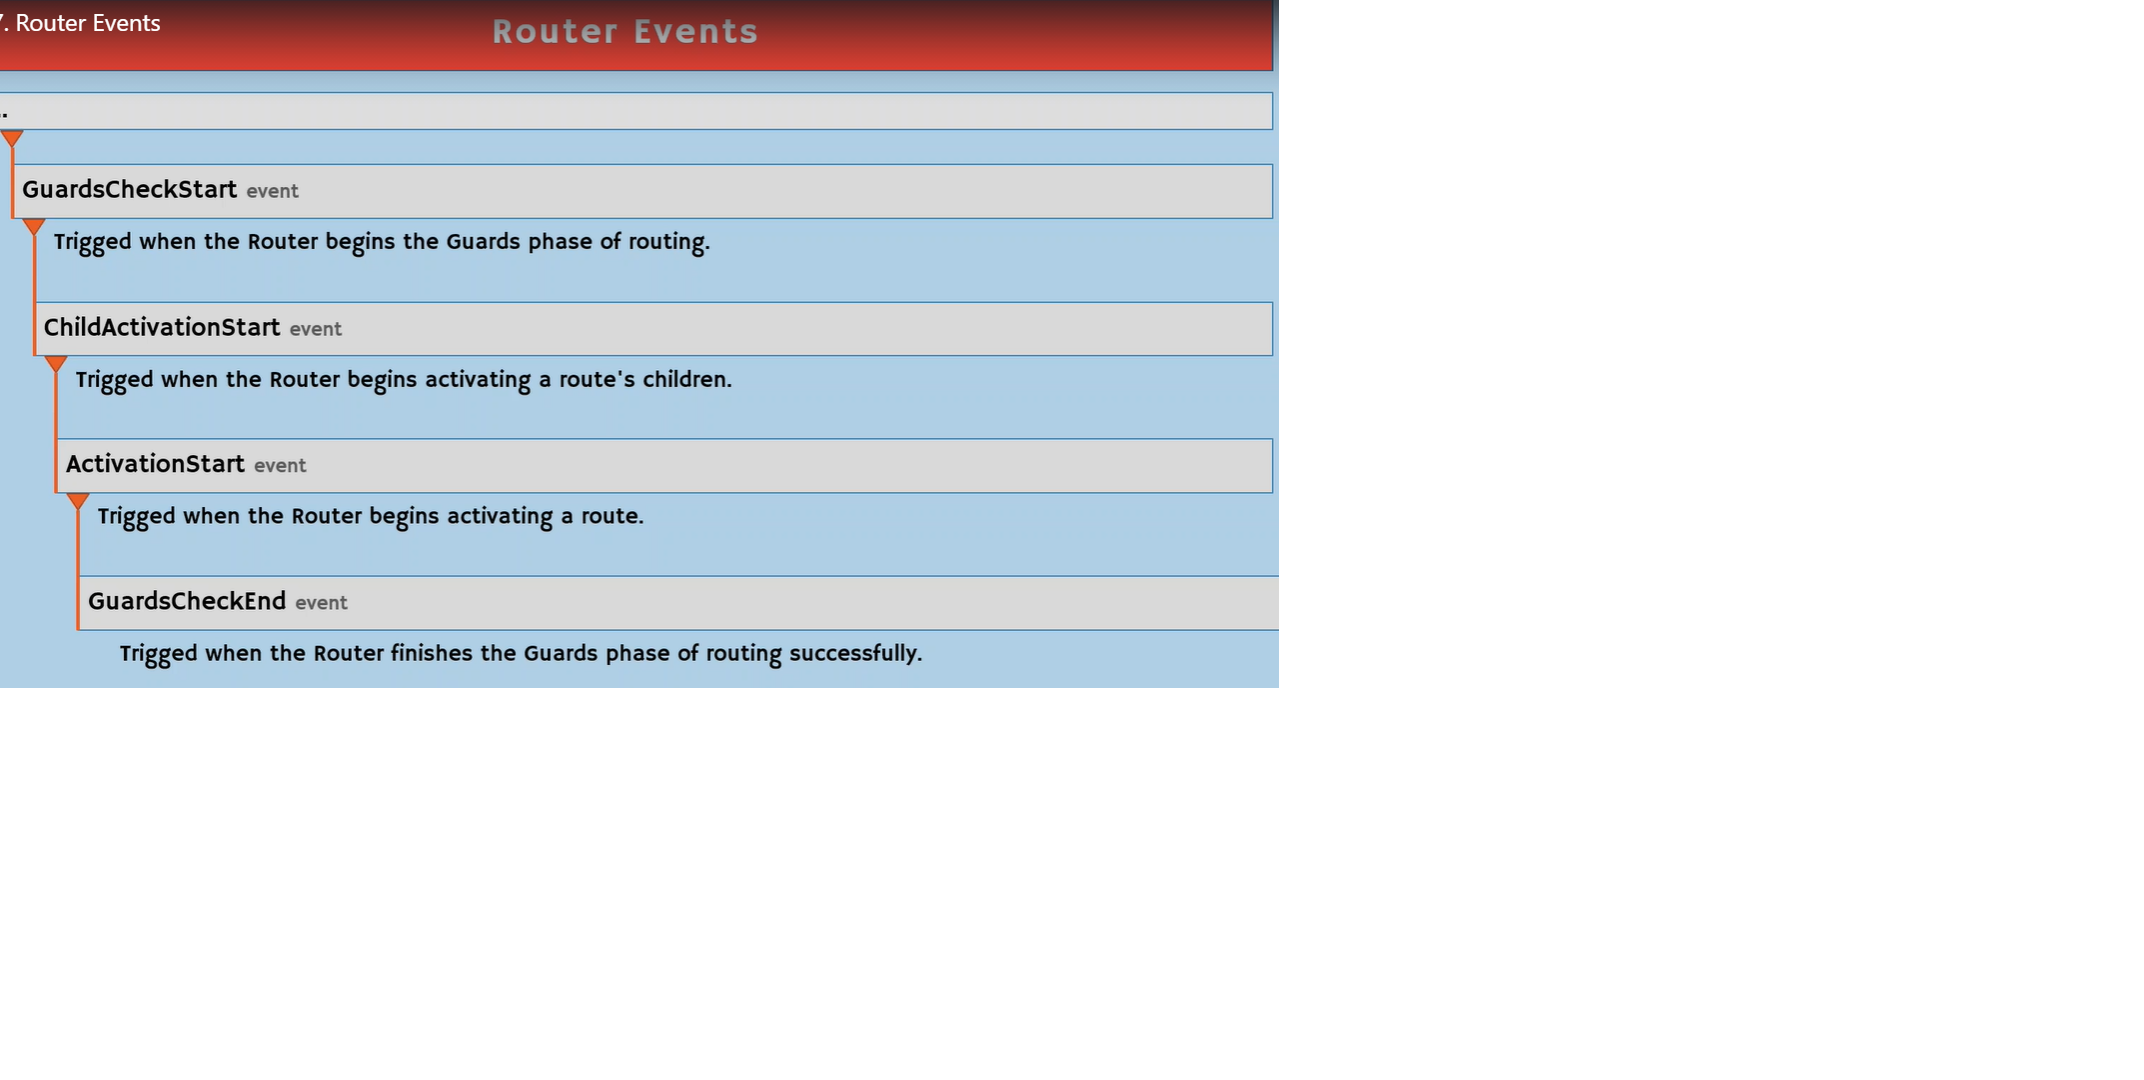 . Router Events
Router Events
..
GuardsCheckStart event
Trigged when the Router begins the Guards phase of routing.
ChildActivationStart event
Trigged when the Router begins activating a route's children.
ActivationStart event
Trigged when the Router begins activating a route.
GuardsCheckEnd event
Trigged when the Router finishes the Guards phase of routing successfully.